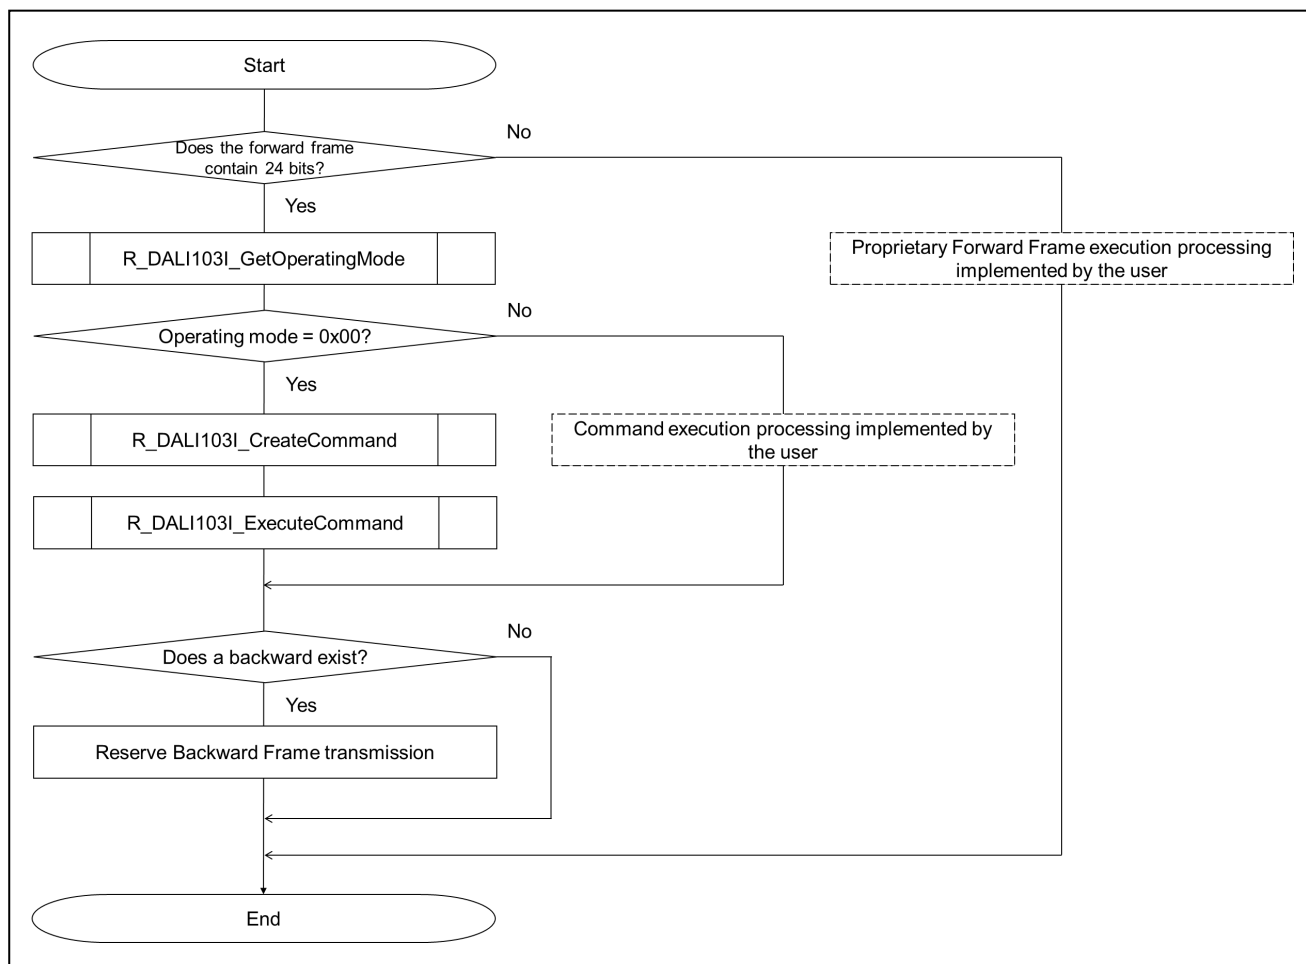 Start
Does the forward frame
contain 24 bits?
No
Yes
R_DALI103I_GetOperatingMode
Proprietary Forward Frame execution processing
implemented by the user
Operating mode = 0x00?
No
Yes
R_DALI103I_CreateCommand
Command execution processing implemented by
the user
R_DALI103I_ExecuteCommand
Does a backward exist?
No
Yes
Reserve Backward Frame transmission
End